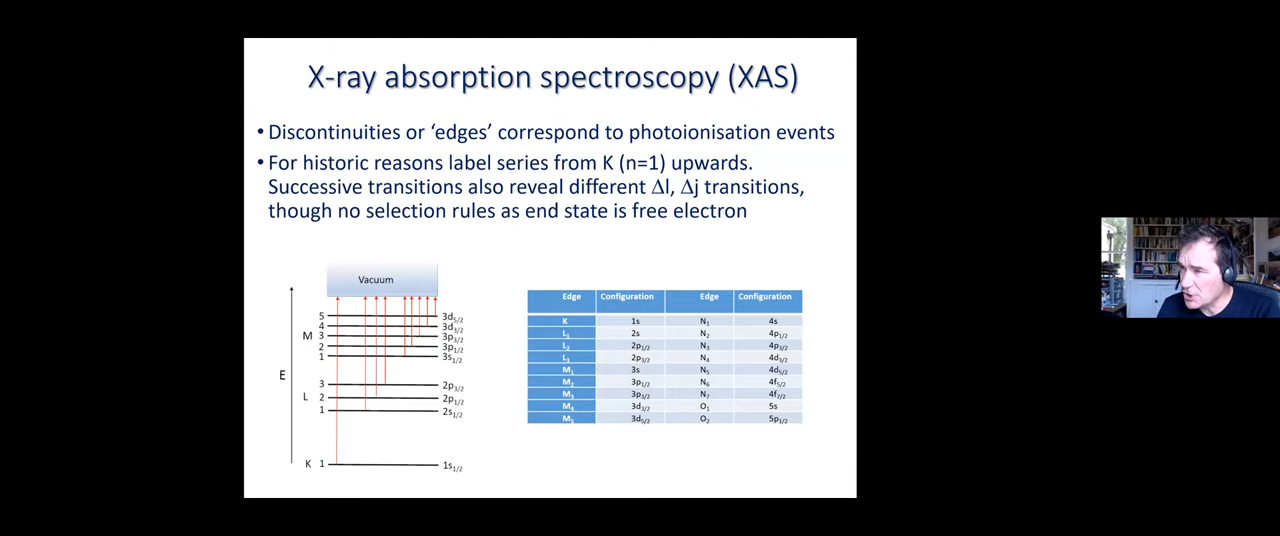 X-ray absorption spectroscopy (XAS)
• Discontinuities or ‘edges’ correspond to photoionisation events
• For historic reasons label series from K (n=1) upwards.
Successive transitions also reveal different Δl, Δj transitions,
though no selection rules as end state is free electron
Vacuum
5 3d5/2
4 3d3/2
M 3 3p3/2
2 3p1/2
1 3s1/2
E
3 2p3/2
L 2 2p1/2
1 2s1/2
K 1 1s1/2
Edge Configuration Edge Configuration
K 1s N1 4s
L1 2s N2 4p1/2
L2 2p1/2 N3 4p3/2
L3 2p3/2 N4 4d3/2
M1 3s N5 4d5/2
M2 3p1/2 N6 4f5/2
M3 3p3/2 N7 4f7/2
M4 3d3/2 O1 5s
M5 3d5/2 O2 5p1/2